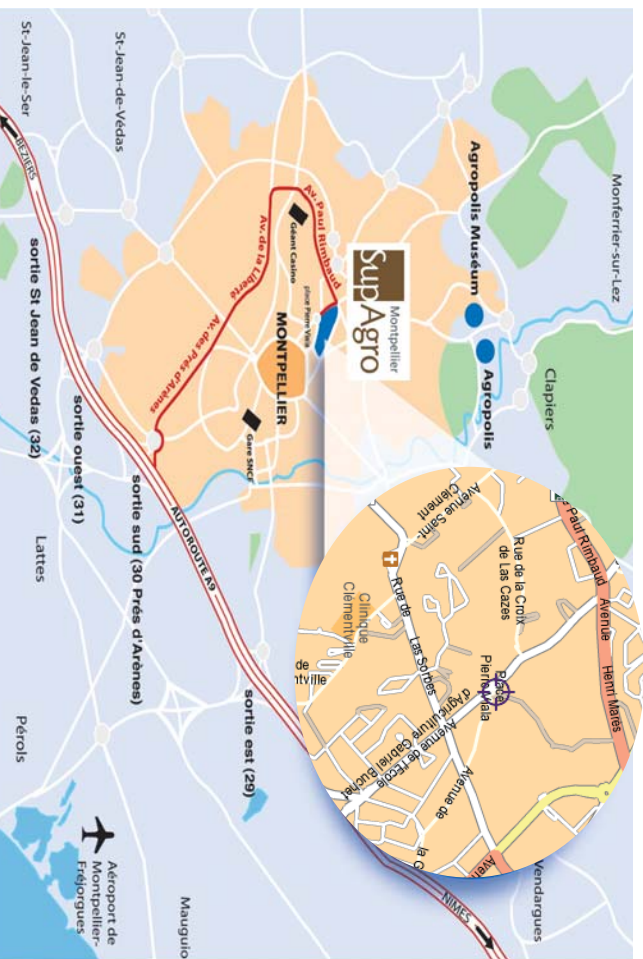 St-Jean-le-Ser
St-Jean-de-Védas
BEZIERS
sortie St Jean de Vedas (32)
sortie ouest (31)
sortie sud (30 Prés d'Arènes)
sortie est (29)
AUTOROUTE A9
NIMES
Lattes
Pérols
Aéroport de
Montpellier-
Fréjorgues
Mauguio
Vendargues
Clapiers
Monferrier-sur-Lez
Agropolis Muséum
Agropolis
Montpellier
SupAgro
Av. Paul Rimbaud
Géant Casino
Av. de la Liberté
Av. des Prés d'Arènes
place Pierre Viala
MONTPELLIER
Gare SNCF
Paul Rimbaud
Avenue
Henri Marès
Avenue Saint-
Clément
Rue de la Croix
de Las Cazes
Rue de
Las Sorbes
Clinique
Clémentville
de
ntville
Place
Pierre Viala
Avenue de l'Ecole
d'Agriculture Gabriel Buchet
Avenue de
la G
Aven